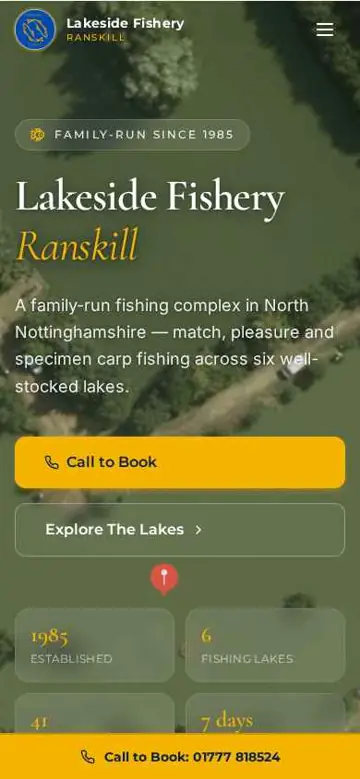 Lakeside Fishery
RANSKILL
FAMILY-RUN SINCE 1985
Lakeside Fishery
Ranskill
A family-run fishing complex in North
Nottinghamshire — match, pleasure and
specimen carp fishing across six well-
stocked lakes.
Call to Book
Explore The Lakes
1985
ESTABLISHED
6
FISHING LAKES
41
7 days
Call to Book: 01777 818524